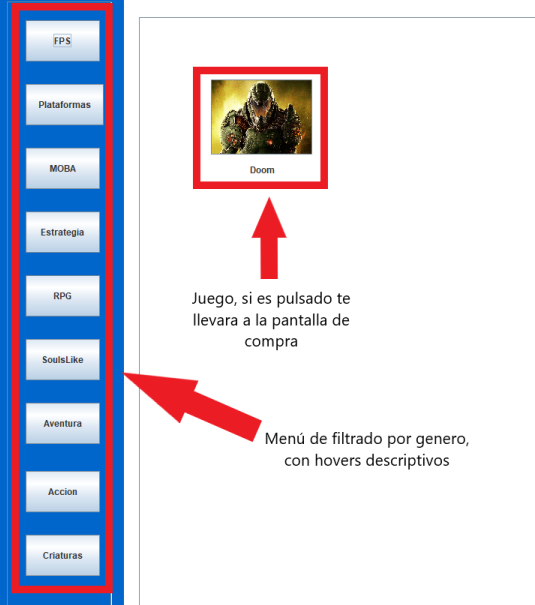 FPS
Plataformas
MOBA
Estrategia
RPG
SoulsLike
Aventura
Accion
Criaturas
Doom
Juego, si es pulsado te
llevara a la pantalla de
compra
Menú de filtrado por genero,
con hovers descriptivos